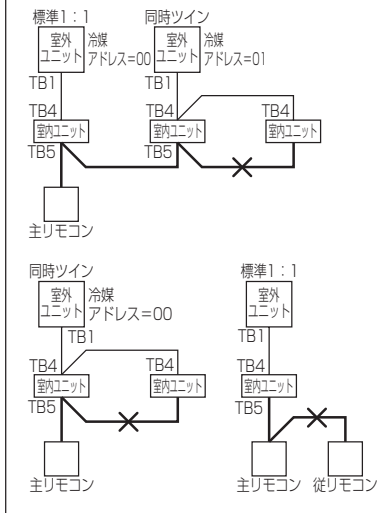 標準1:1 同時ツイン
室外 冷媒 室外 冷媒
ユニット アドレス=00 ユニット アドレス=01
TB1 TB1
TB4 TB4 TB4
室内ユニット 室内ユニット 室内ユニット
TB5 TB5
主リモコン
同時ツイン 標準1:1
室外 冷媒 室外
ユニット アドレス=00 ユニット
TB1 TB1
TB4 TB4 TB4
室内ユニット 室内ユニット 室内ユニット
TB5 TB5
主リモコン 主リモコン 従リモコン